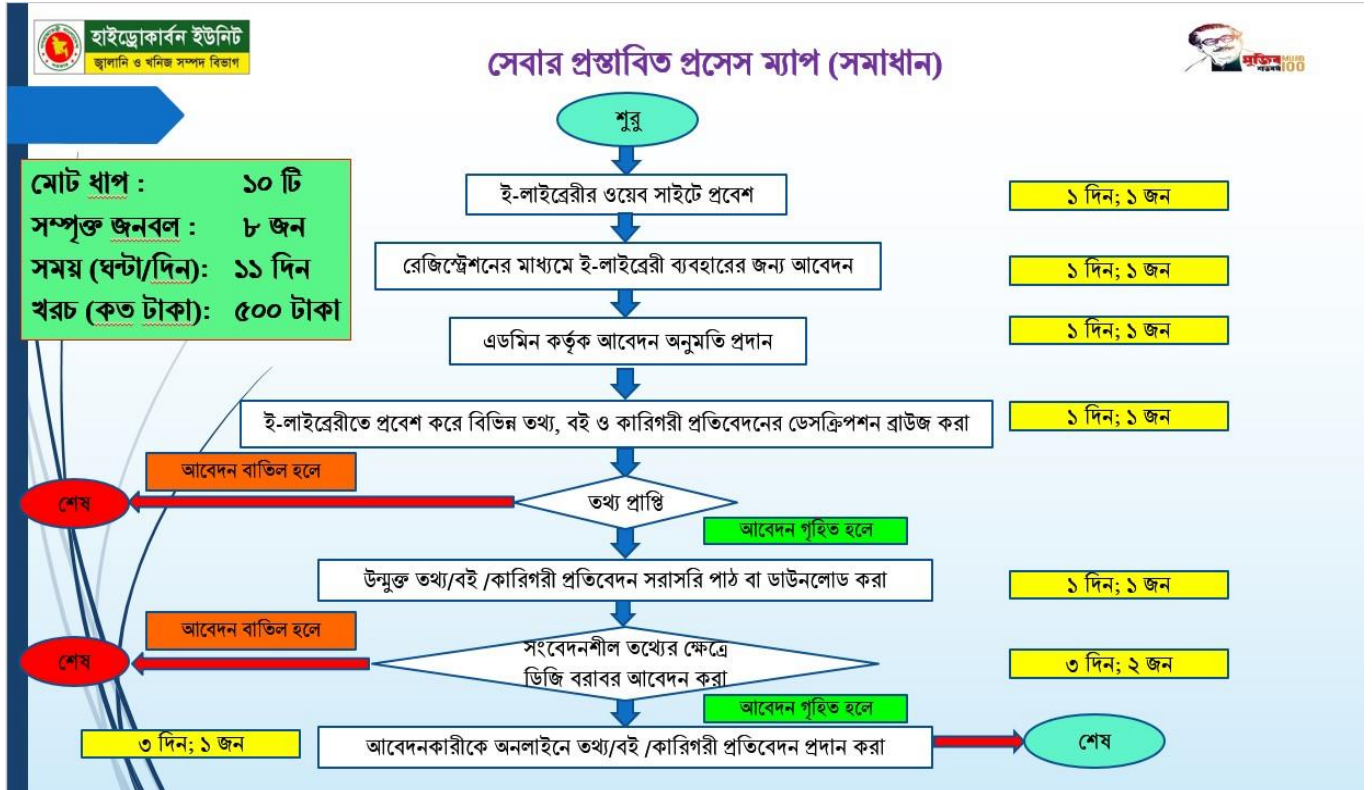 হাইড্রোকার্বন ইউনিট
জ্বালানি ও খনিজ সম্পদ বিভাগ
সেবার প্রস্তাবিত প্রসেস ম্যাপ (সমাধান)
মুজিব শতবর্ষ MUJIB 100
শুরু
মোট ধাপ : ১০ টি
সম্পৃক্ত জনবল : ৮ জন
সময় (ঘন্টা/দিন): ১১ দিন
খরচ (কত টাকা): ৫০০ টাকা
ই-লাইব্রেরীর ওয়েব সাইটে প্রবেশ
১ দিন; ১ জন
রেজিস্ট্রেশনের মাধ্যমে ই-লাইব্রেরী ব্যবহারের জন্য আবেদন
১ দিন; ১ জন
এডমিন কর্তৃক আবেদন অনুমতি প্রদান
১ দিন; ১ জন
ই-লাইব্রেরীতে প্রবেশ করে বিভিন্ন তথ্য, বই ও কারিগরী প্রতিবেদনের ডেসক্রিপশন ব্রাউজ করা
১ দিন; ১ জন
আবেদন বাতিল হলে
শেষ
তথ্য প্রাপ্তি
আবেদন গৃহিত হলে
উন্মুক্ত তথ্য/বই /কারিগরী প্রতিবেদন সরাসরি পাঠ বা ডাউনলোড করা
১ দিন; ১ জন
আবেদন বাতিল হলে
শেষ
সংবেদনশীল তথ্যের ক্ষেত্রে
ডিজি বরাবর আবেদন করা
৩ দিন; ২ জন
আবেদন গৃহিত হলে
৩ দিন; ১ জন
আবেদনকারীকে অনলাইনে তথ্য/বই /কারিগরী প্রতিবেদন প্রদান করা
শেষ